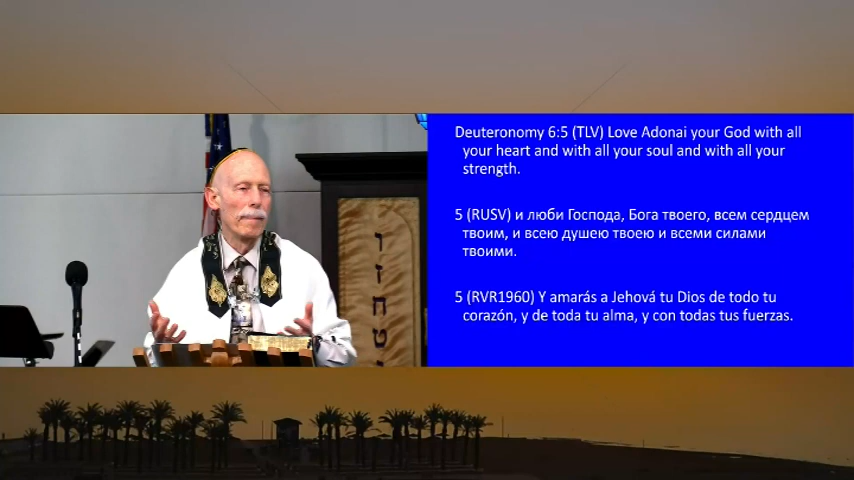 Deuteronomy 6:5 (TLV) Love Adonai your God with all
your heart and with all your soul and with all your
strength.
5 (RUSV) и люби Господа, Бога твоего, всем сердцем
твоим, и всею душею твоею и всеми силами
твоими.
5 (RVR1960) Y amarás a Jehová tu Dios de todo tu
corazón, y de toda tu alma, y con todas tus fuerzas.
ו
ז
ח
ט
י